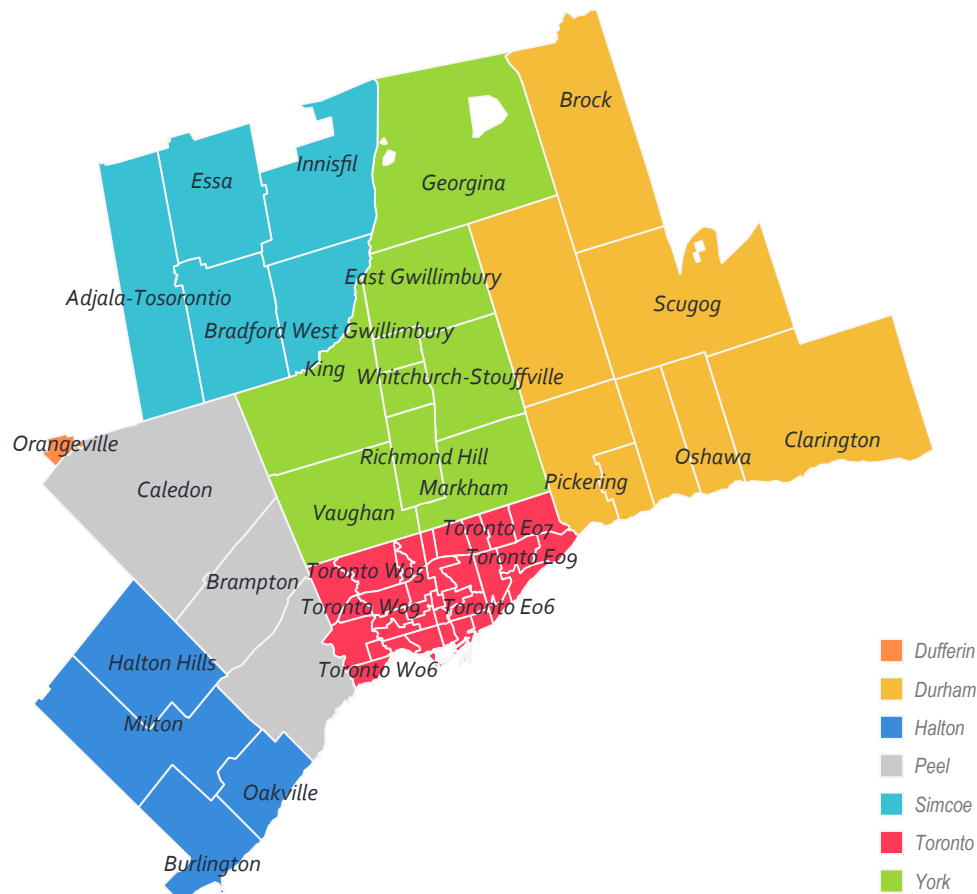 Brock
Innisfil
Essa
Georgina
East Gwillimbury
Adjala-Tosorontio
Scugog
Bradford West Gwillimbury
King
Whitchurch-Stouffville
Orangeville
Clarington
Richmond Hill
Oshawa
Caledon
Pickering
Markham
Vaughan
Toronto E07
Toronto E09
Toronto W05
Brampton
Toronto W09
Toronto E06
Halton Hills
Toronto W06
Milton
Oakville
Burlington
Dufferin
Durham
Halton
Peel
Simcoe
Toronto
York